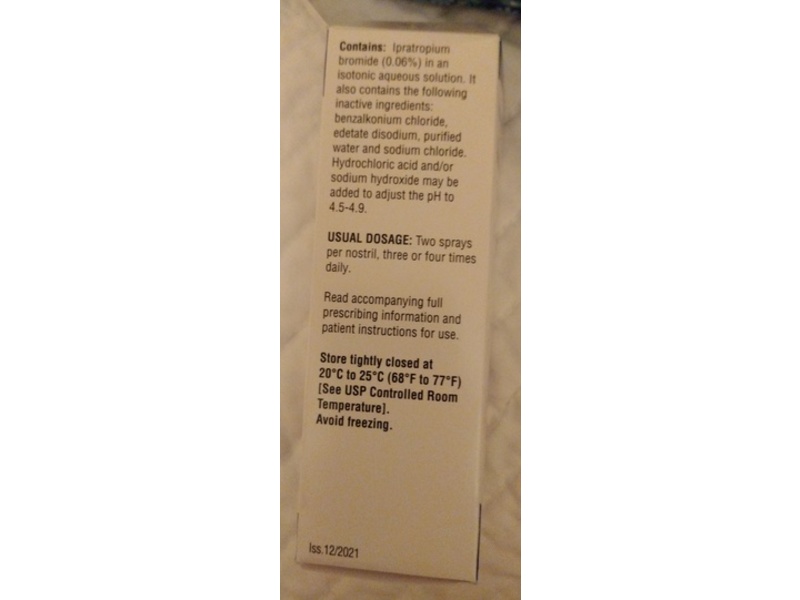 Contains: Ipratropium
bromide (0.06%) in an
isotonic aqueous solution. It
also contains the following
inactive ingredients:
benzalkonium chloride,
edetate disodium, purified
water and sodium chloride.
Hydrochloric acid and/or
sodium hydroxide may be
added to adjust the pH to
4.5-4.9.
USUAL DOSAGE: Two sprays
per nostril, three or four times
daily.
Read accompanying full
prescribing information and
patient instructions for use.
Store tightly closed at
20°C to 25°C (68°F to 77°F)
[See USP Controlled Room
Temperature].
Avoid freezing.
Iss.12/2021